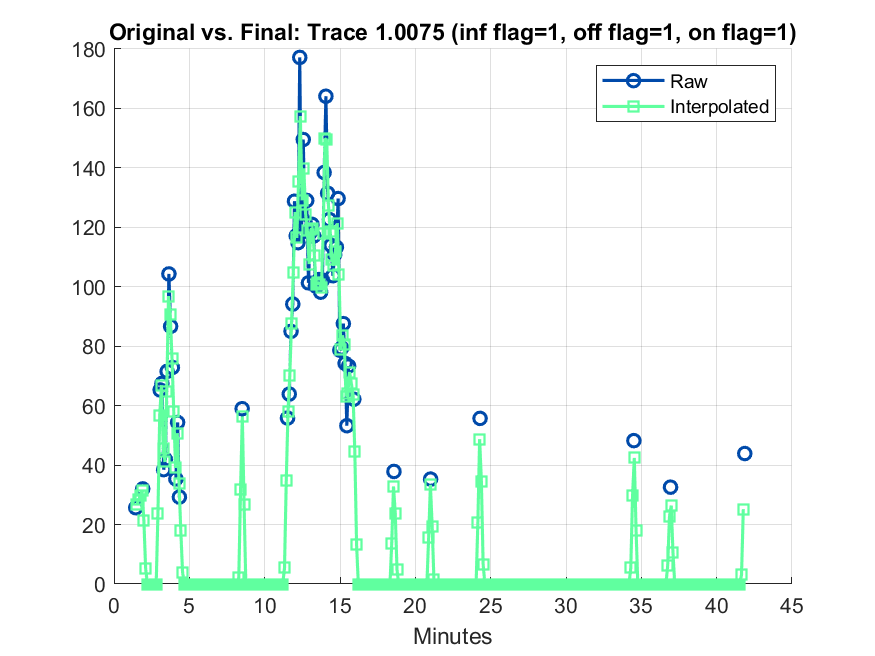 Original vs. Final: Trace 1.0075 (inf flag=1, off flag=1, on flag=1)
Raw
Interpolated
180
160
140
120
100
80
60
40
20
0
0 5 10 15 20 25 30 35 40 45
Minutes